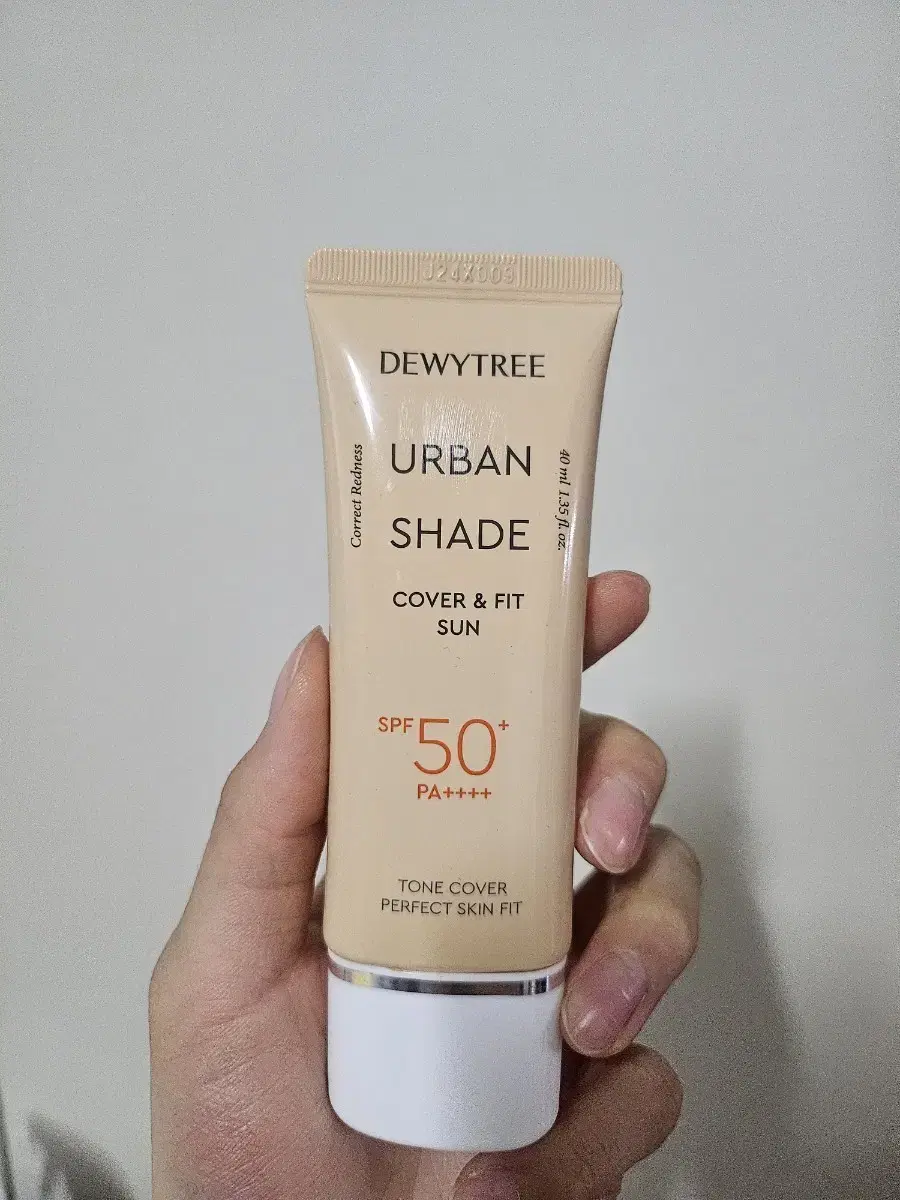 J24X009
DEWYTREE
URBAN
SHADE
Correct Redness
40 ml 1.35 fl. oz.
COVER & FIT
SUN
SPF 50+
PA++++
TONE COVER
PERFECT SKIN FIT